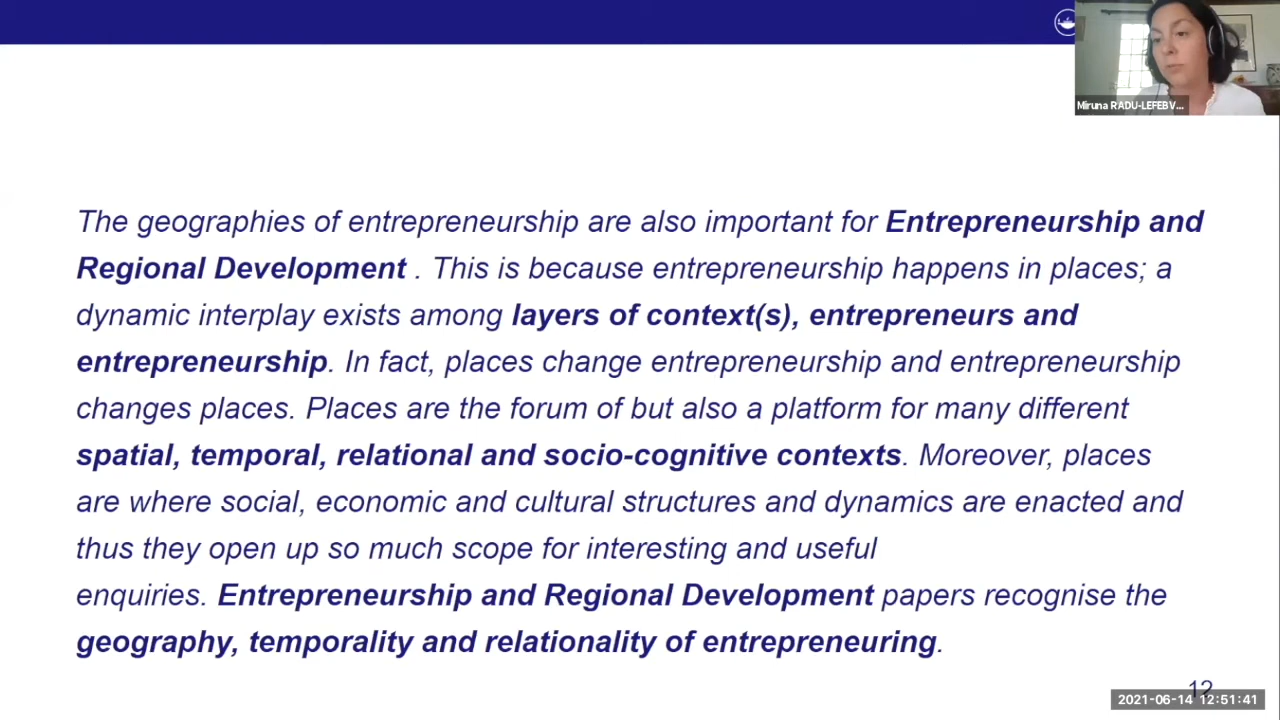 Miruna RADU-LEFEBV...
The geographies of entrepreneurship are also important for Entrepreneurship and
Regional Development . This is because entrepreneurship happens in places; a
dynamic interplay exists among layers of context(s), entrepreneurs and
entrepreneurship. In fact, places change entrepreneurship and entrepreneurship
changes places. Places are the forum of but also a platform for many different
spatial, temporal, relational and socio-cognitive contexts. Moreover, places
are where social, economic and cultural structures and dynamics are enacted and
thus they open up so much scope for interesting and useful
enquiries. Entrepreneurship and Regional Development papers recognise the
geography, temporality and relationality of entrepreneuring.
12
2021-06-14 12:51:41